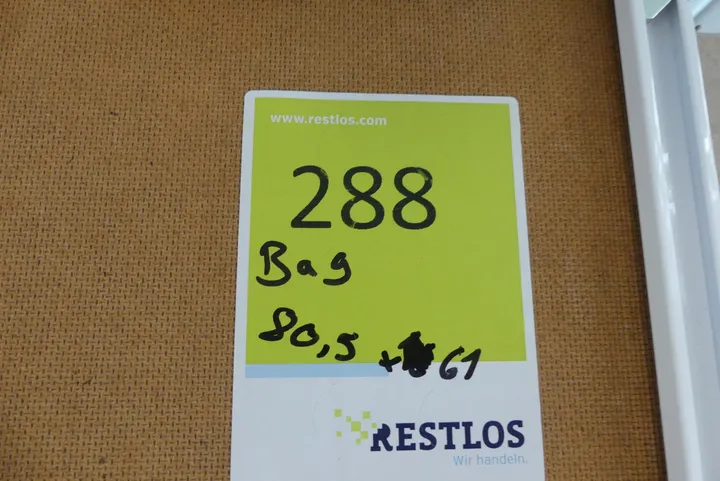 www.restlos.com
288
Bag
80,5 + 61
RESTLOS
Wir handeln.